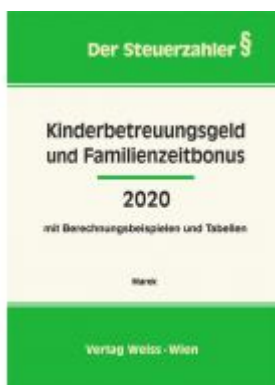 Der Steuerzahler §
Kinderbetreuungsgeld
und Familienzeitbonus
2020
mit Berechnungsbeispielen und Tabellen
Marek
Verlag Weiss · Wien